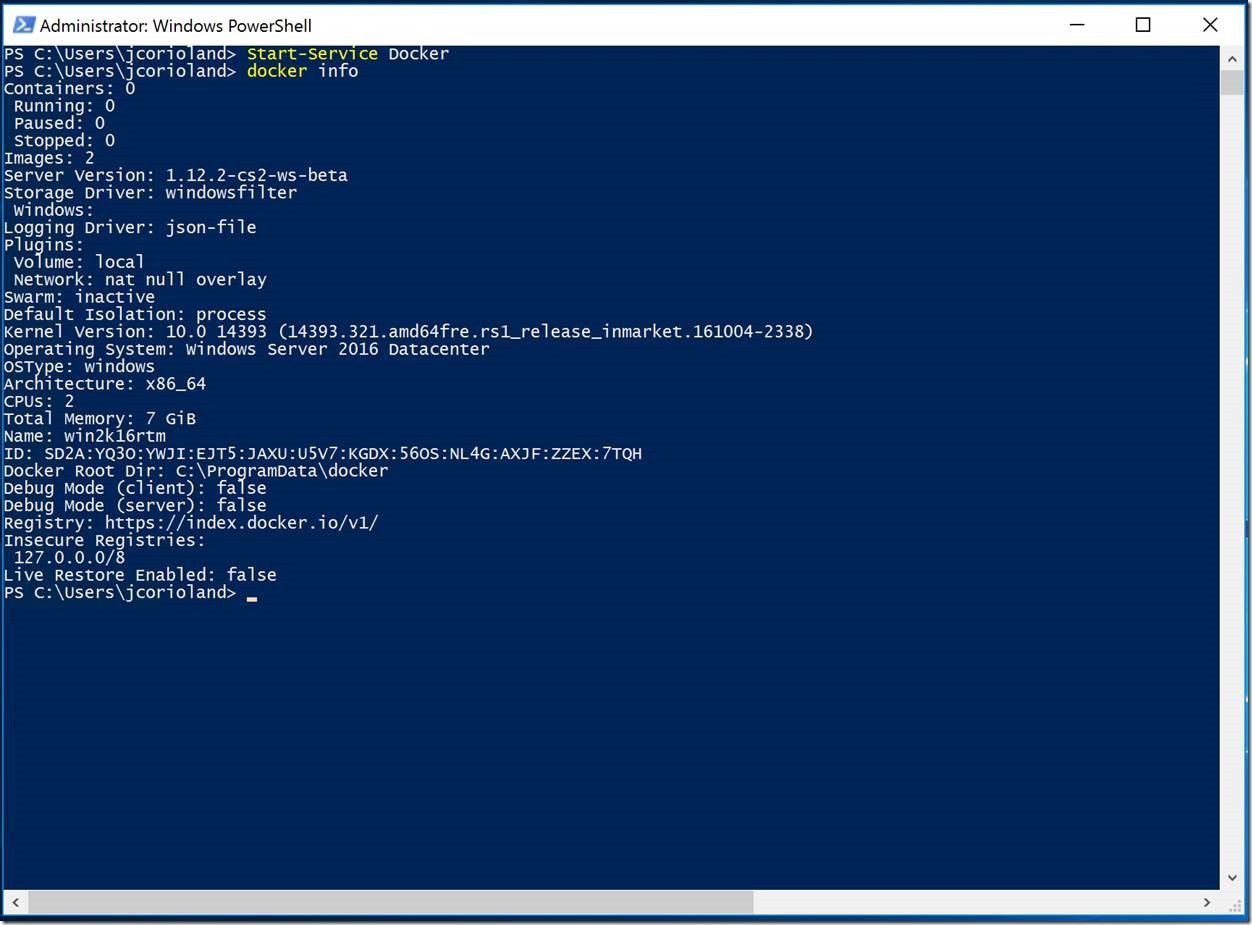 Administrator: Windows PowerShell
PS C:\Users\jcorioland> Start-Service Docker
PS C:\Users\jcorioland> docker info
Containers: 0
 Running: 0
 Paused: 0
 Stopped: 0
Images: 2
Server Version: 1.12.2-cs2-ws-beta
Storage Driver: windowsfilter
 Windows:
Logging Driver: json-file
Plugins:
 Volume: local
 Network: nat null overlay
Swarm: inactive
Default Isolation: process
Kernel Version: 10.0 14393 (14393.321.amd64fre.rs1_release_inmarket.161004-2338)
Operating System: Windows Server 2016 Datacenter
OSType: windows
Architecture: x86_64
CPUs: 2
Total Memory: 7 GiB
Name: win2k16rtm
ID: SD2A:YQ3O:YWJI:EJT5:JAXU:U5V7:KGDX:56OS:NL4G:AXJF:ZZEX:7TQH
Docker Root Dir: C:\ProgramData\docker
Debug Mode (client): false
Debug Mode (server): false
Registry: https://index.docker.io/v1/
Insecure Registries:
 127.0.0.0/8
Live Restore Enabled: false
PS C:\Users\jcorioland>